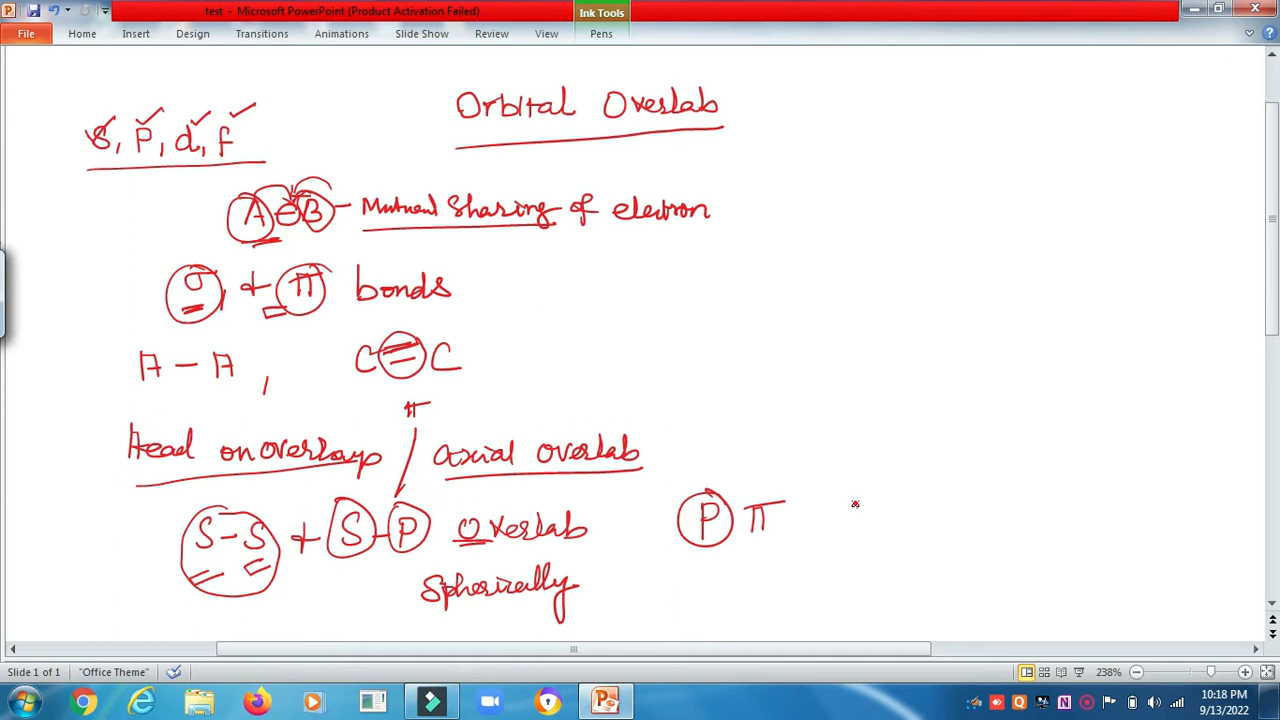 test - Microsoft PowerPoint (Product Activation Failed)
Ink Tools
File Home Insert Design Transitions Animations Slide Show Review View Pens
Orbital Overlab
S, P, d, f
A - B - Mutual Sharing of electron
σ, + π bonds
A - A , C = C
π
Head on overlaps axial overlab
S - S + S - P Overlab P π
Spherically
Slide 1 of 1 "Office Theme" 238%
10:18 PM
9/13/2022